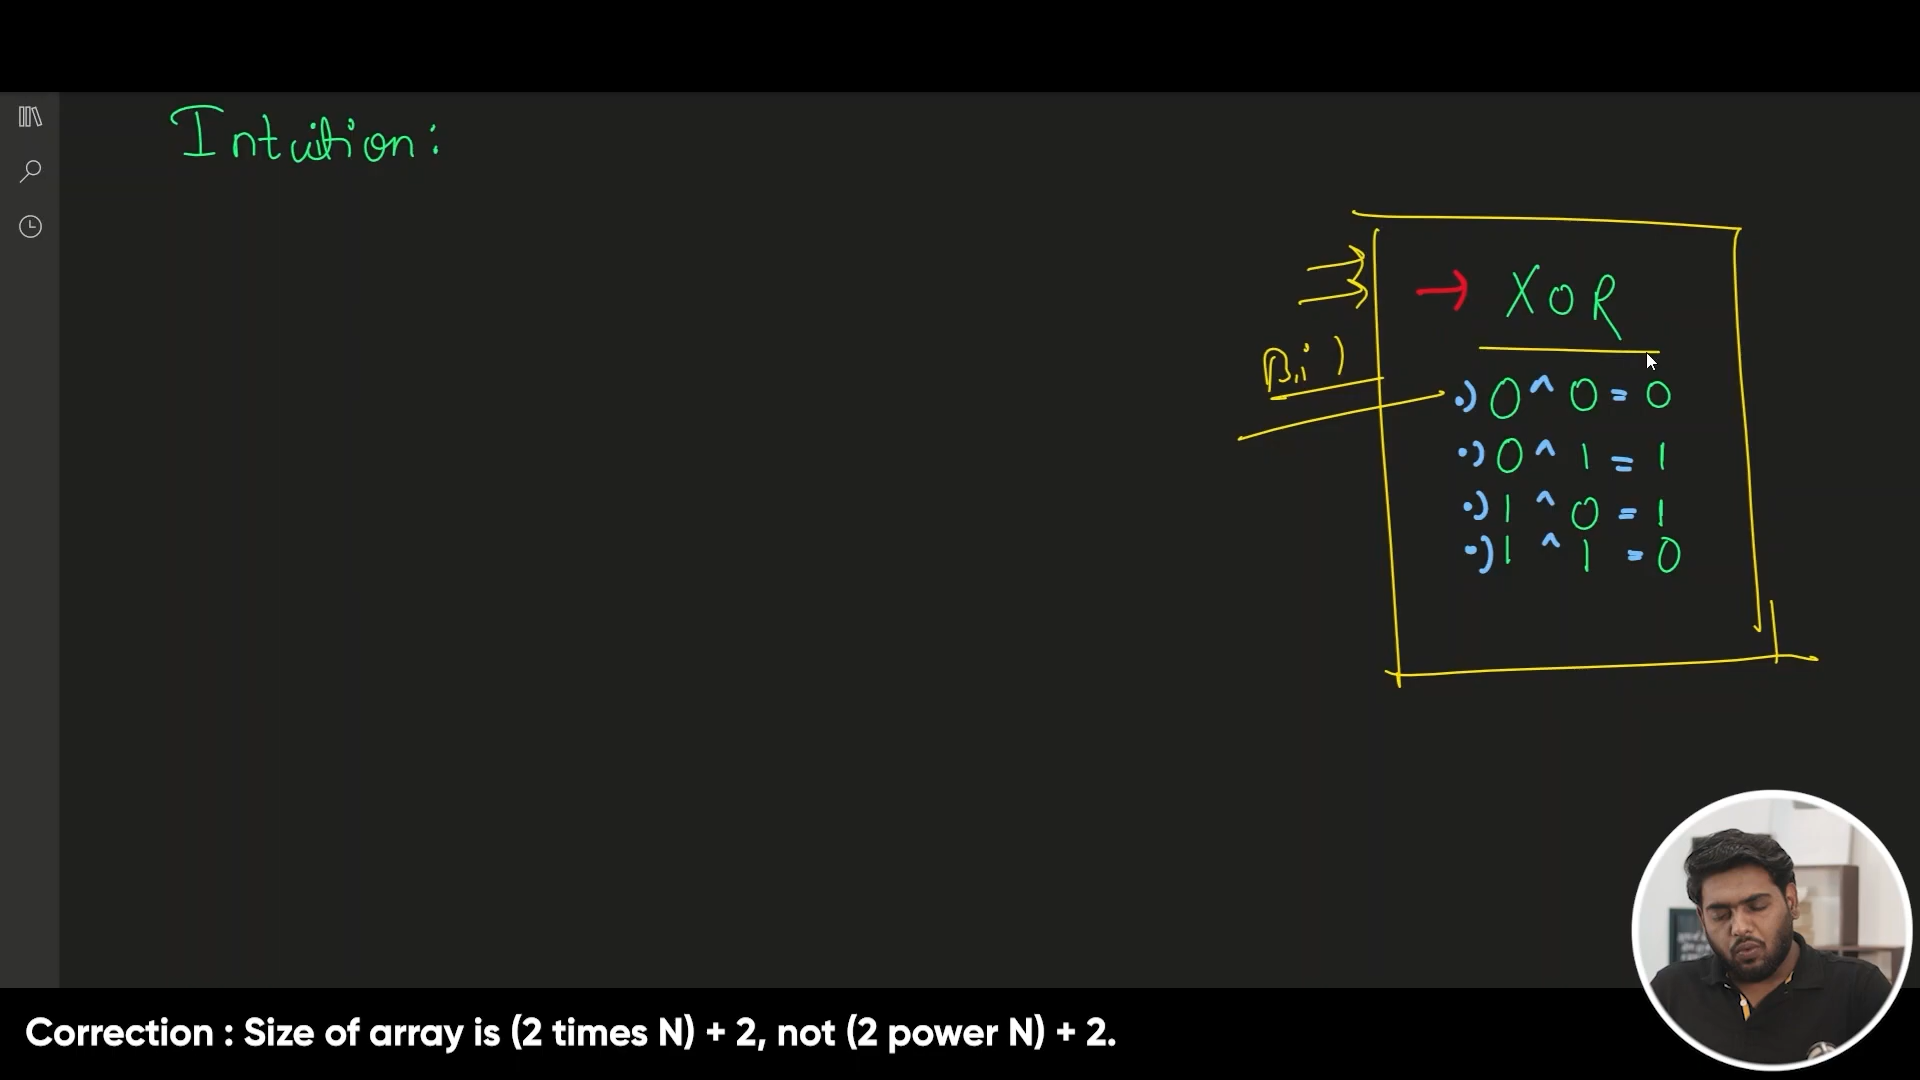 Intuition:
XOR
•) 0 ^ 0 = 0
•) 0 ^ 1 = 1
•) 1 ^ 0 = 1
•) 1 ^ 1 = 0
Correction : Size of array is (2 times N) + 2, not (2 power N) + 2.